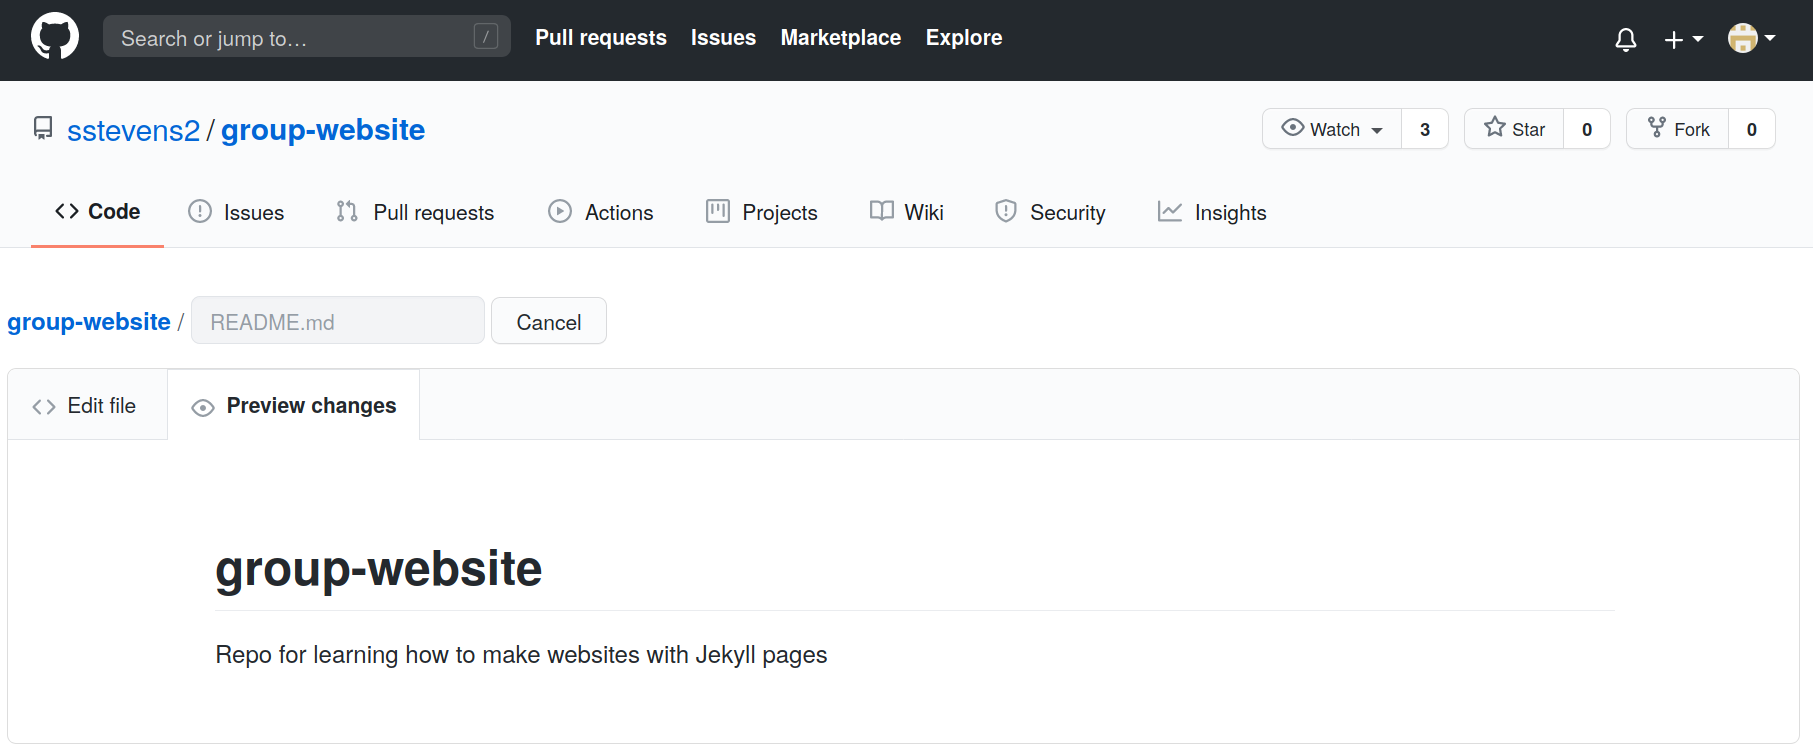 Search or jump to… / Pull requests Issues Marketplace Explore
sstevens2 / group-website Watch 3 Star 0 Fork 0
Code Issues Pull requests Actions Projects Wiki Security Insights
group-website / README.md Cancel
Edit file Preview changes
group-website
Repo for learning how to make websites with Jekyll pages